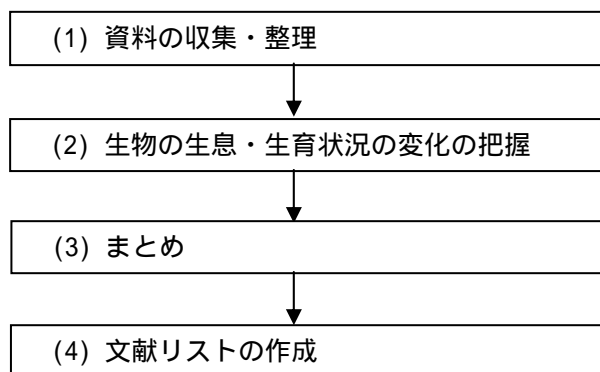 (1) 資料の収集・整理
(2) 生物の生息・生育状況の変化の把握
(3) まとめ
(4) 文献リストの作成